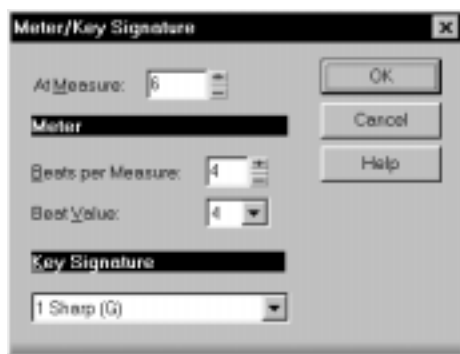 Meter/Key Signature
At Measure: 6
OK
Meter
Cancel
Beats per Measure: 4
Help
Beat Value: 4
Key Signature
1 Sharp (G)